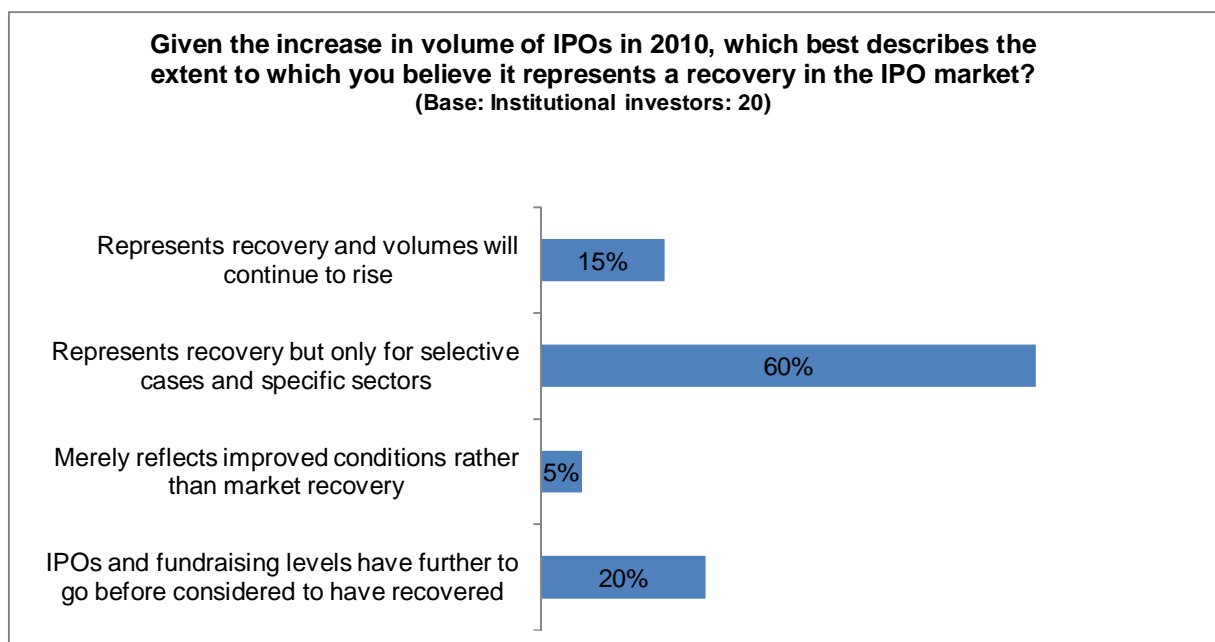 Given the increase in volume of IPOs in 2010, which best describes the
extent to which you believe it represents a recovery in the IPO market?
(Base: Institutional investors: 20)
Represents recovery and volumes will
continue to rise
15%
Represents recovery but only for selective
cases and specific sectors
60%
Merely reflects improved conditions rather
than market recovery
5%
IPOs and fundraising levels have further to
go before considered to have recovered
20%